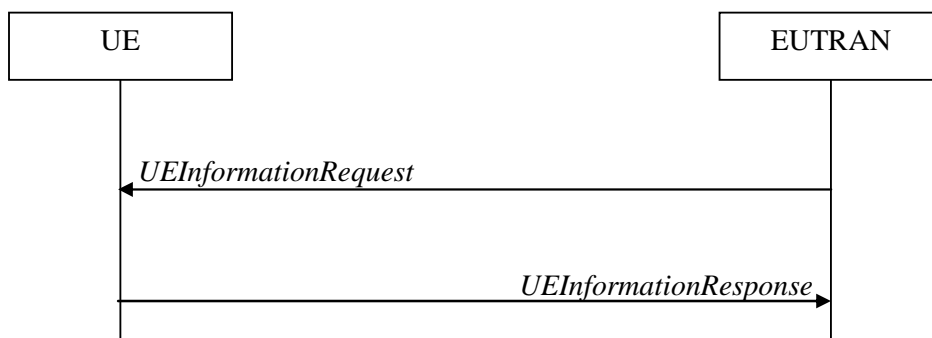 UE
EUTRAN
UEInformationRequest
UEInformationResponse